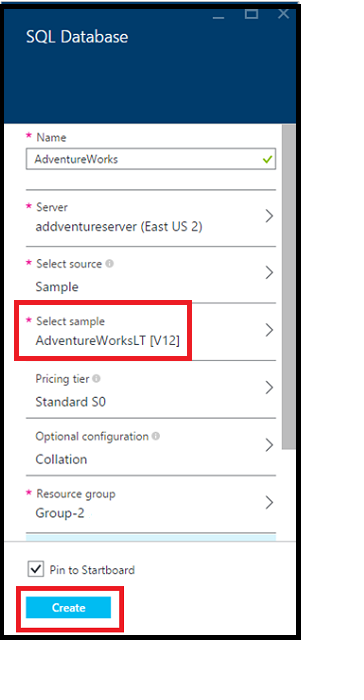 SQL Database
* Name
AdventureWorks
* Server
addventureserver (East US 2)
* Select source
Sample
* Select sample
AdventureWorksLT [V12]
Pricing tier
Standard S0
Optional configuration
Collation
* Resource group
Group-2
Pin to Startboard
Create